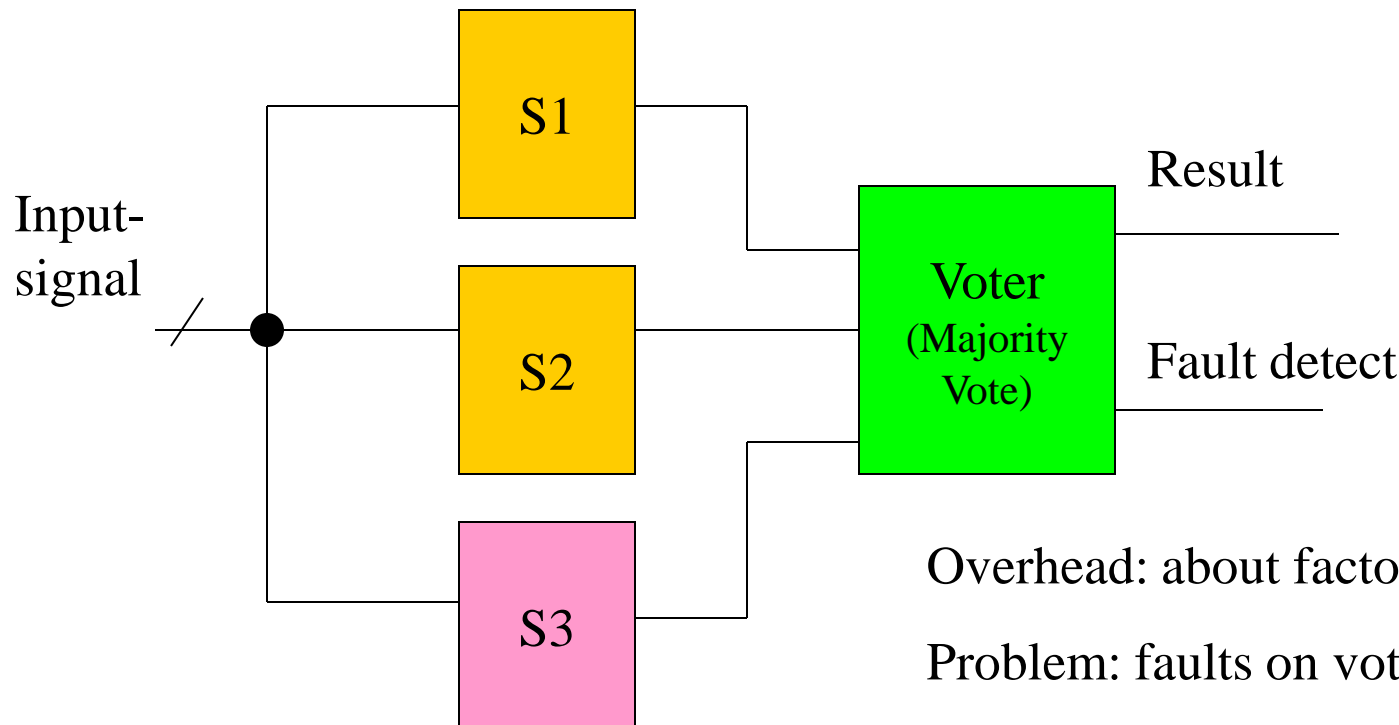 S1
Result
Input-
signal
Voter
(Majority
Vote)
Fault detect
S2
Overhead: about facto
S3
Problem: faults on vot